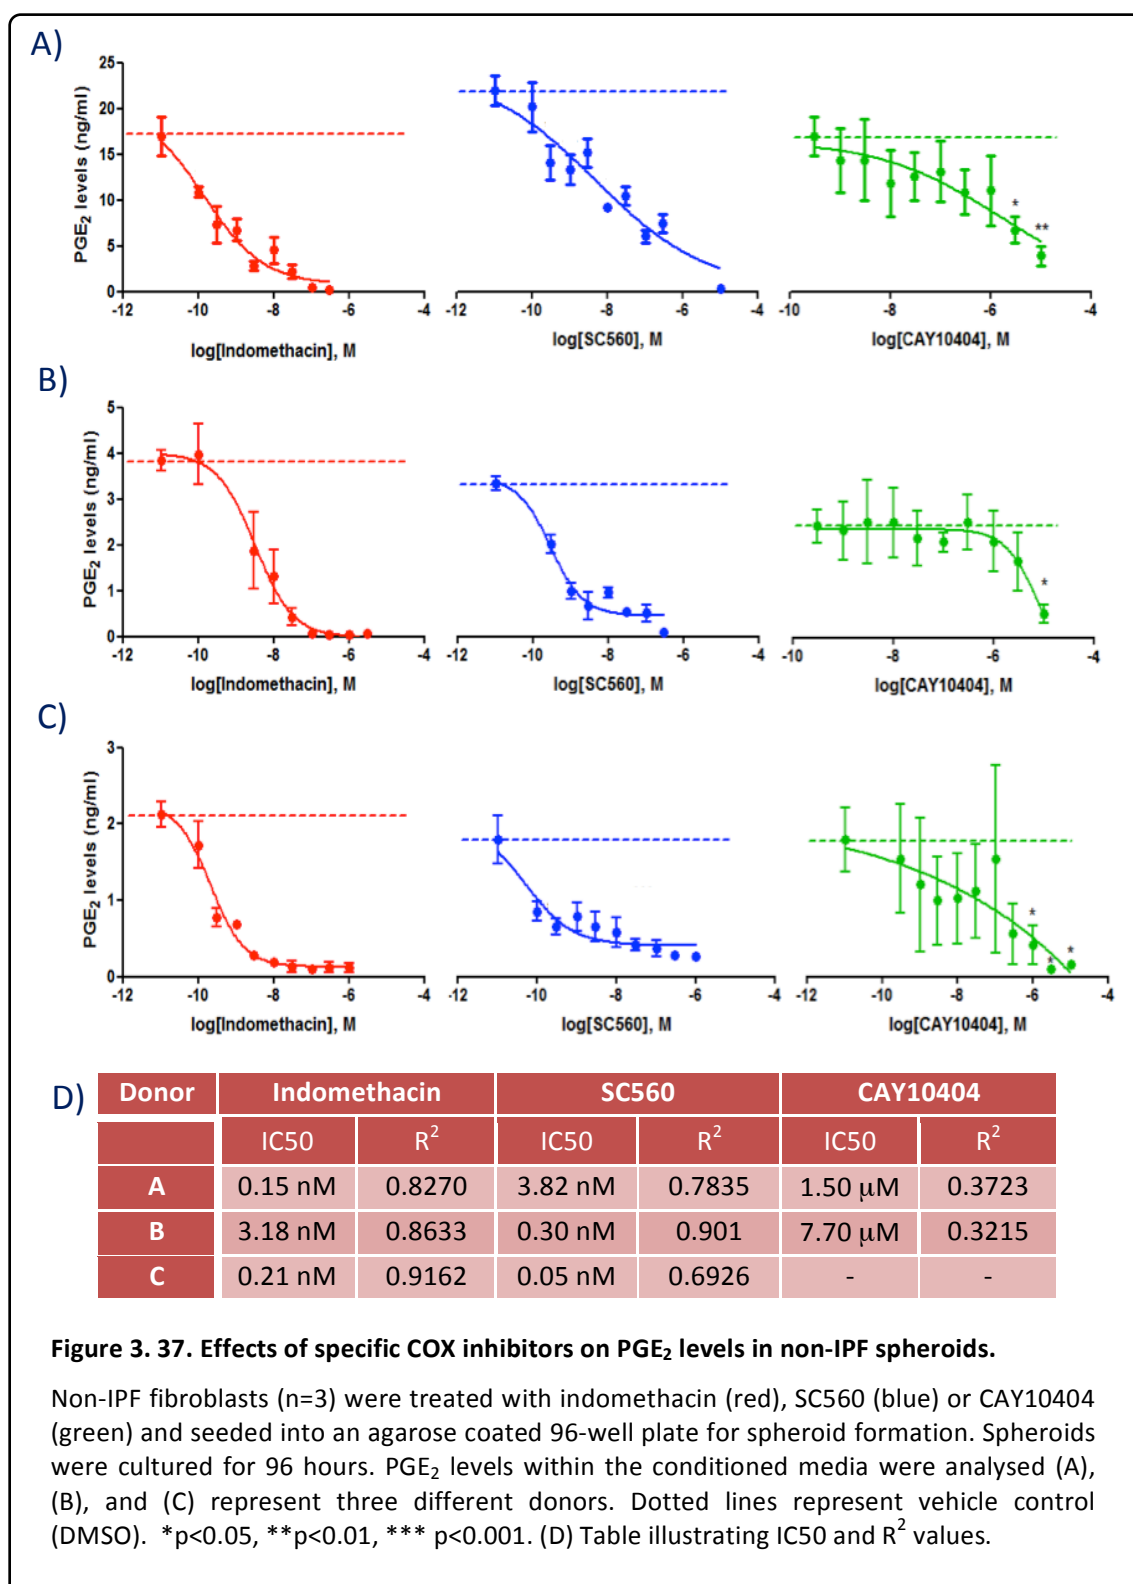 A)
PGE2 levels (ng/ml)
25
20
15
10
5
0
-12 -10 -8 -6 -4
log[Indomethacin], M
-12 -10 -8 -6 -4
log[SC560], M
*
**
-10 -8 -6 -4
log[CAY10404], M
B)
PGE2 levels (ng/ml)
5
4
3
2
1
0
-12 -10 -8 -6 -4
log[Indomethacin], M
-12 -10 -8 -6 -4
log[SC560], M
*
-10 -8 -6 -4
log[CAY10404], M
C)
PGE2 levels (ng/ml)
3
2
1
0
-12 -10 -8 -6 -4
log[Indomethacin], M
-12 -10 -8 -6 -4
log[SC560], M
*
* *
-12 -10 -8 -6 -4
log[CAY10404], M
D)
Donor Indomethacin SC560 CAY10404
IC50 R² IC50 R² IC50 R²
A 0.15 nM 0.8270 3.82 nM 0.7835 1.50 µM 0.3723
B 3.18 nM 0.8633 0.30 nM 0.901 7.70 µM 0.3215
C 0.21 nM 0.9162 0.05 nM 0.6926 - -
Figure 3. 37. Effects of specific COX inhibitors on PGE2 levels in non-IPF spheroids.
Non-IPF fibroblasts (n=3) were treated with indomethacin (red), SC560 (blue) or CAY10404
(green) and seeded into an agarose coated 96-well plate for spheroid formation. Spheroids
were cultured for 96 hours. PGE2 levels within the conditioned media were analysed (A),
(B), and (C) represent three different donors. Dotted lines represent vehicle control
(DMSO). *p<0.05, **p<0.01, *** p<0.001. (D) Table illustrating IC50 and R² values.